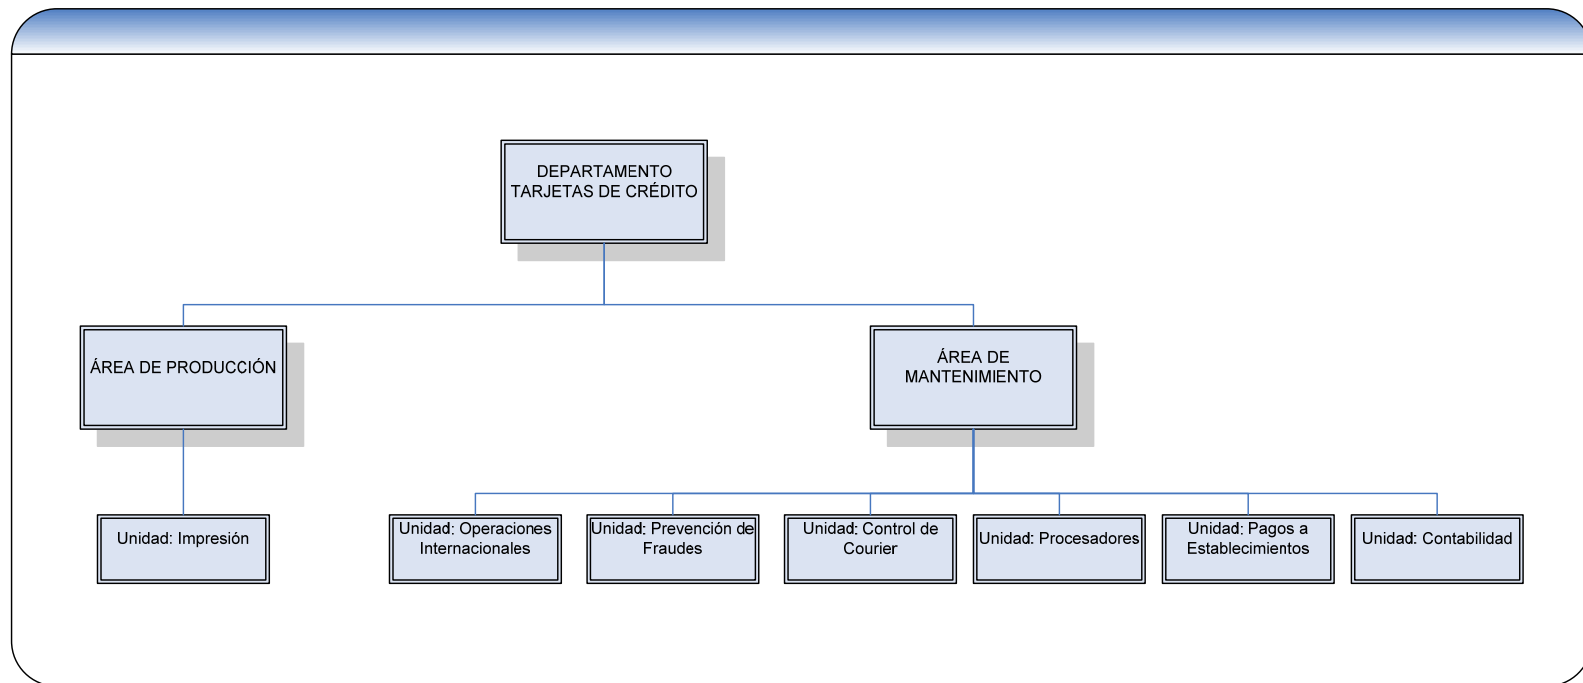 DEPARTAMENTO
TARJETAS DE CRÉDITO
ÁREA DE PRODUCCIÓN
ÁREA DE
MANTENIMIENTO
Unidad: Impresión
Unidad: Operaciones
Internacionales
Unidad: Prevención de
Fraudes
Unidad: Control de
Courier
Unidad: Procesadores
Unidad: Pagos a
Establecimientos
Unidad: Contabilidad